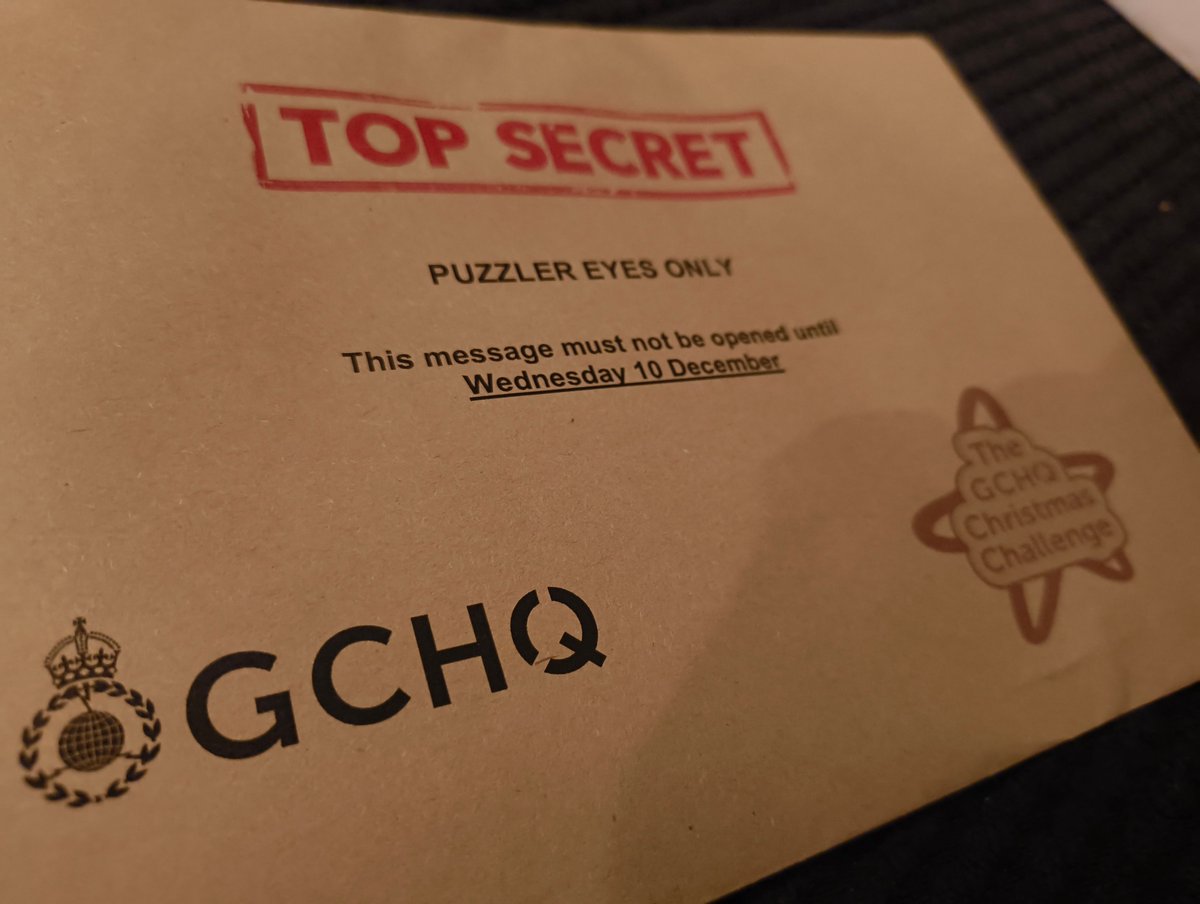 TOP SECRET
PUZZLER EYES ONLY
This message must not be opened until
Wednesday 10 December
The
GCHQ
Christmas
Challenge
GCHQ